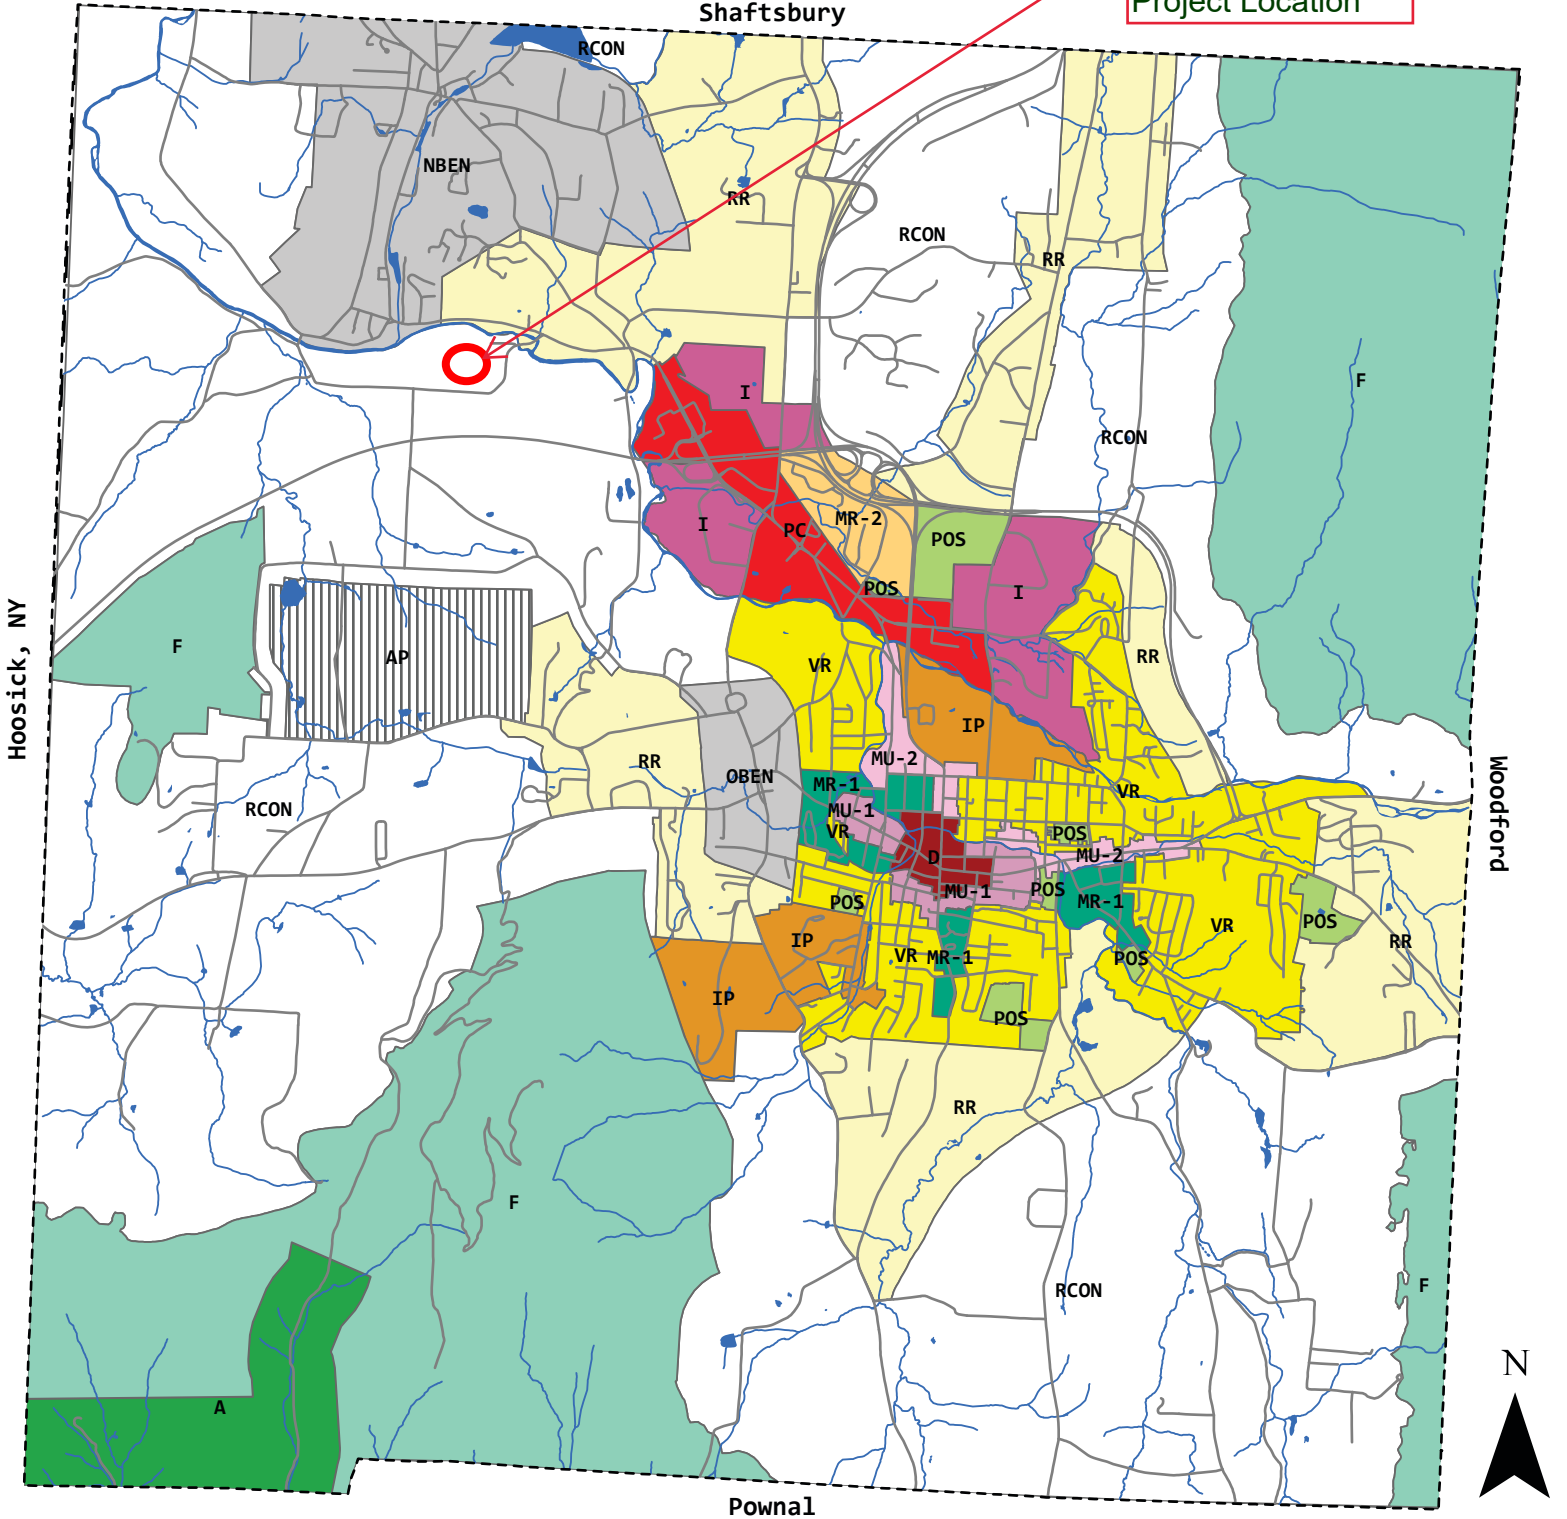 Shaftsbury
Project Location
RCON
NBEN
RR
RCON
RR
F
I
RCON
I
MR-2
PC
POS
POS
I
Hoosick, NY
F
AP
VR
RR
IP
RR
OBEN
MU-2
Woodford
RCON
MR-1
MU-1
VR
VR
POS
D
MU-2
MU-1
POS
MR-1
POS
VR
POS
RR
IP
VR
MR-1
POS
IP
POS
RR
F
RCON
F
A
N
Pownal